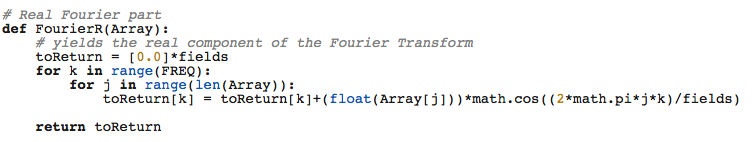 # Real Fourier part
def FourierR(Array):
    # yields the real component of the Fourier Transform
    toReturn = [0.0]*fields
    for k in range(FREQ):
        for j in range(len(Array)):
            toReturn[k] = toReturn[k]+(float(Array[j]))*math.cos((2*math.pi*j*k)/fields)
    return toReturn